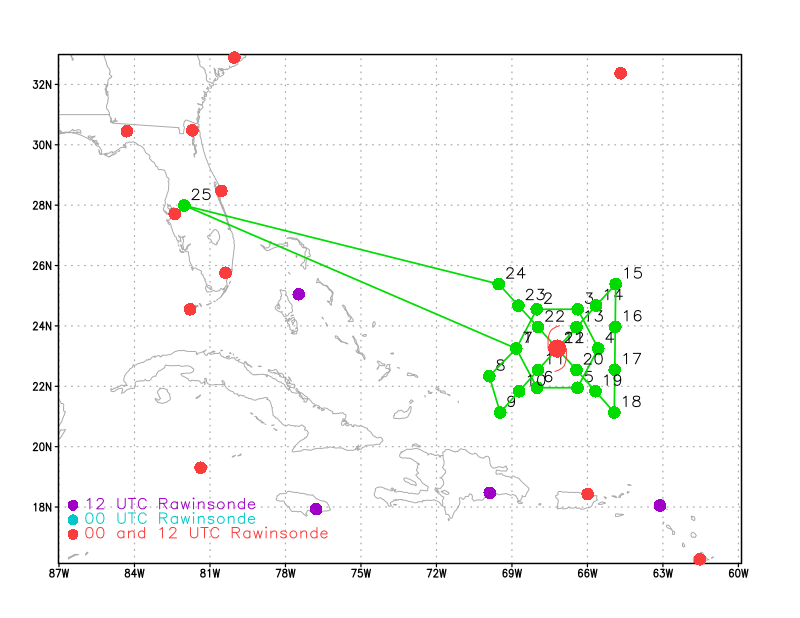 32N
30N
28N
26N
24N
22N
20N
18N
25
24
15
23
2
3
14
22
13
16
7
21
4
8
11
20
17
10
6
5
19
9
18
12 UTC Rawinsonde
00 UTC Rawinsonde
00 and 12 UTC Rawinsonde
87W
84W
81W
78W
75W
72W
69W
66W
63W
60W